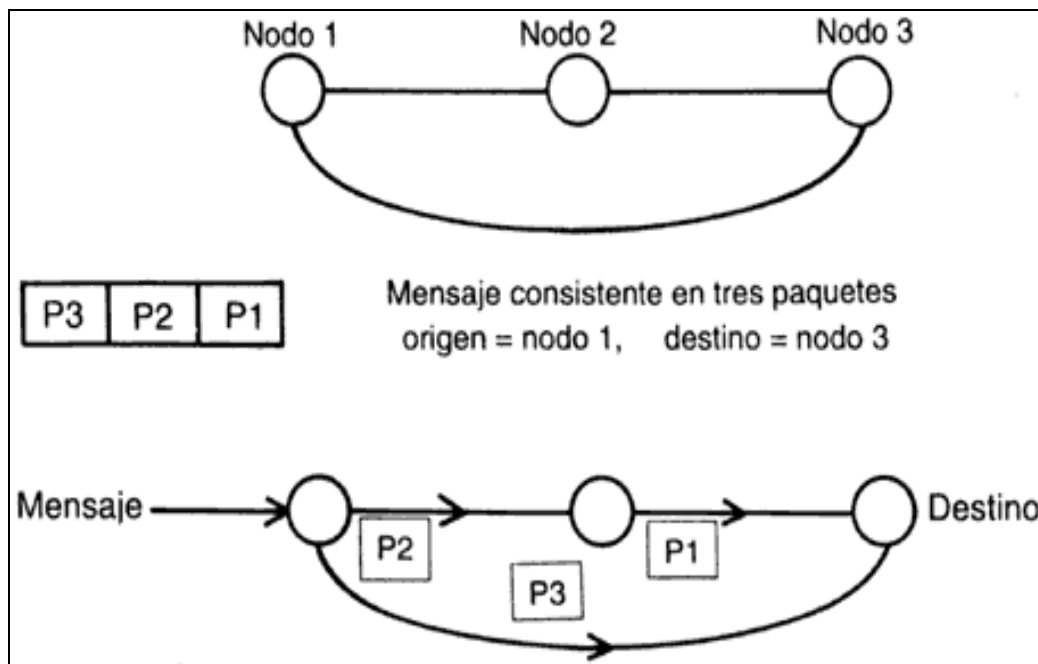 Nodo 1 Nodo 2 Nodo 3
P3 P2 P1
Mensaje consistente en tres paquetes
origen = nodo 1, destino = nodo 3
Mensaje Destino
P2 P1
P3